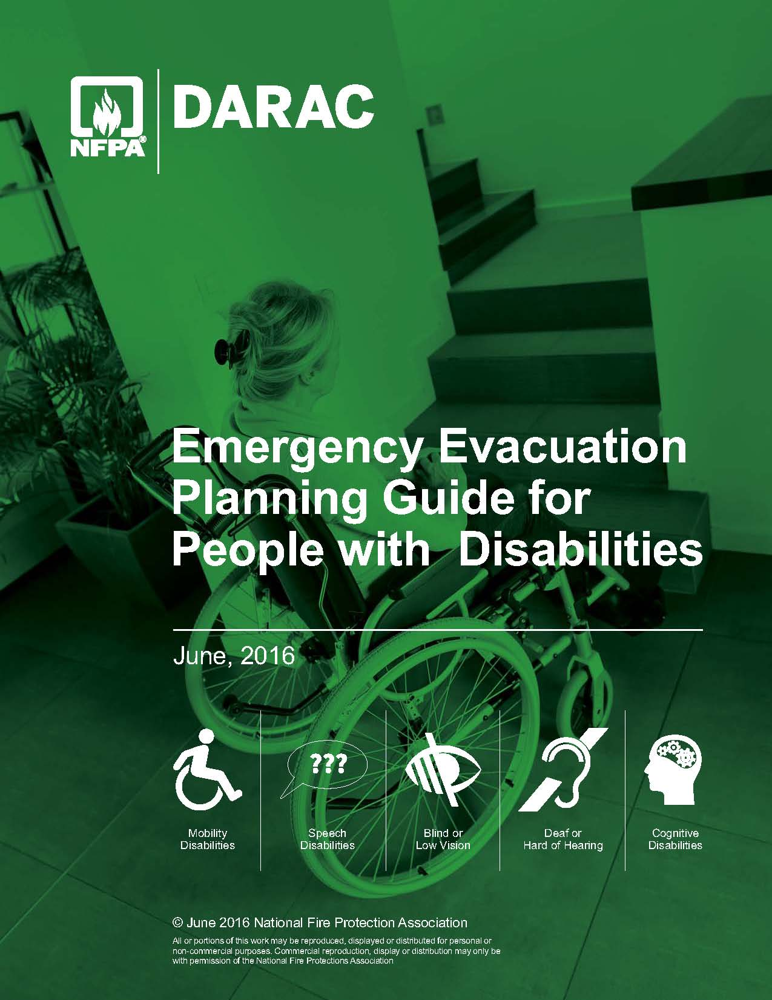 NFPA®
DARAC
Emergency Evacuation
Planning Guide for
People with Disabilities
June, 2016
???
Mobility
Disabilities
Speech
Disabilities
Blind or
Low Vision
Deaf or
Hard of Hearing
Cognitive
Disabilities
© June 2016 National Fire Protection Association
All or portions of this work may be reproduced, displayed or distributed for personal or
non-commercial purposes. Commercial reproduction, display or distribution may only be
with permission of the National Fire Protections Association